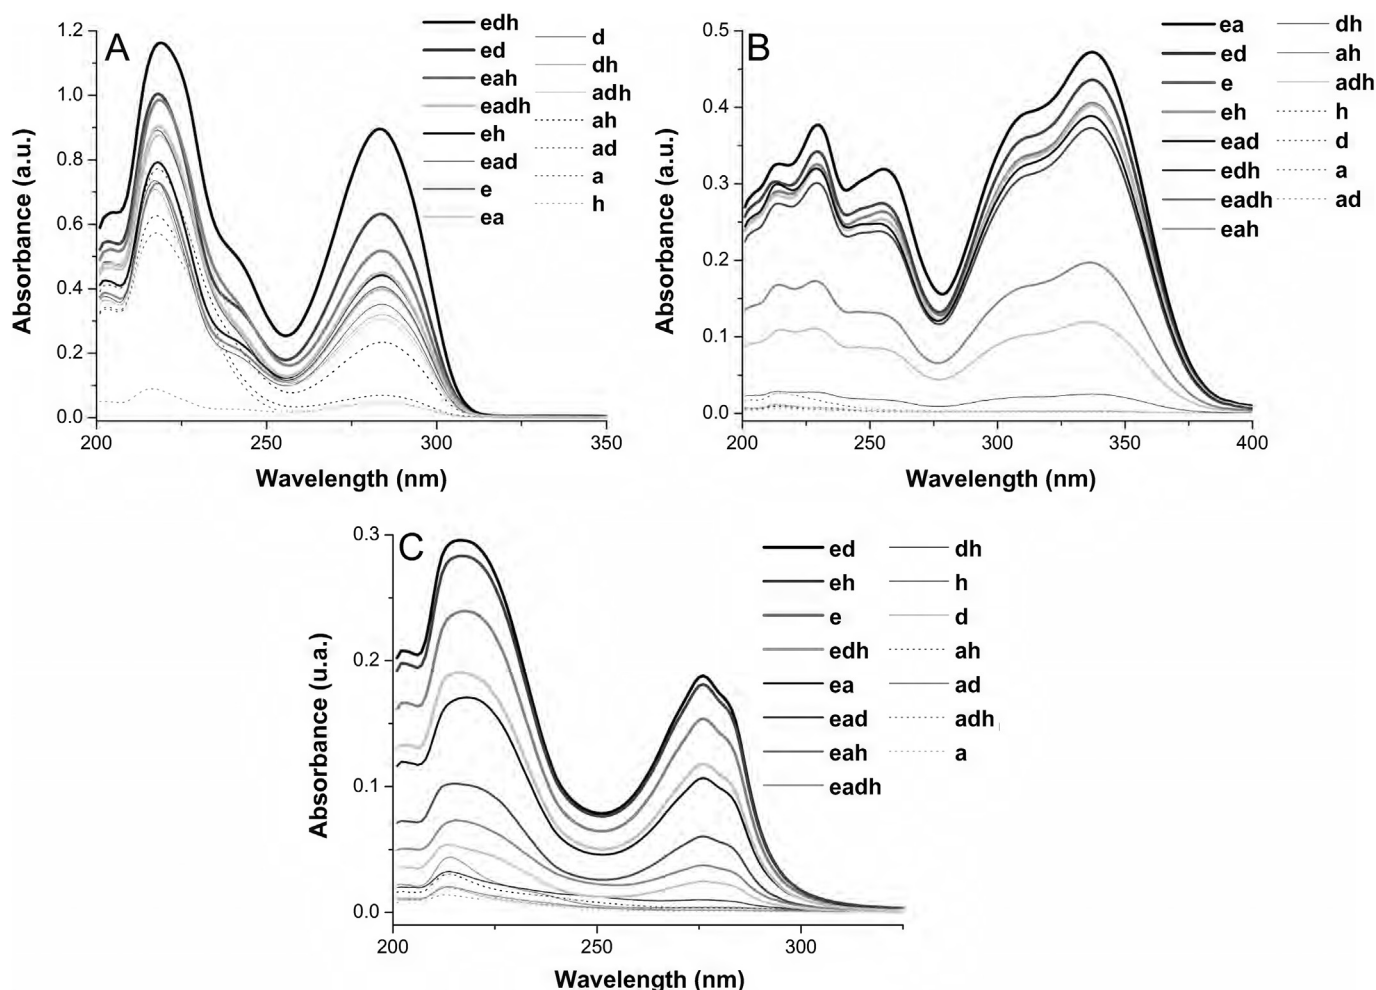 A
1.2
1.0
0.8
0.6
0.4
0.2
0.0
Absorbance (a.u.)
200
250
300
350
Wavelength (nm)
edh
ed
eah
eadh
eh
ead
e
ea
d
dh
adh
ah
ad
a
h
B
0.5
0.4
0.3
0.2
0.1
0.0
Absorbance (a.u.)
200
250
300
350
400
Wavelength (nm)
ea
ed
e
eh
ead
edh
eadh
eah
dh
ah
adh
h
d
a
ad
C
0.3
0.2
0.1
0.0
Absorbance (u.a.)
200
250
300
Wavelength (nm)
ed
eh
e
edh
ea
ead
eah
eadh
dh
h
d
ah
ad
adh
a